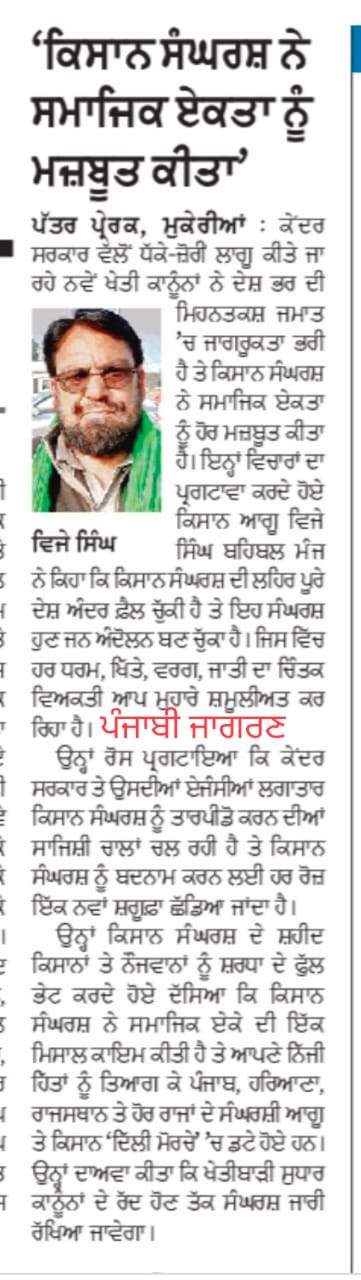 ‘ਕਿਸਾਨ ਸੰਘਰਸ਼ ਨੇ
ਸਮਾਜਿਕ ਏਕਤਾ ਨੂੰ
ਮਜ਼ਬੂਤ ਕੀਤਾ’
ਪੱਤਰ ਪ੍ਰੇਰਕ, ਮੁਕੇਰੀਆਂ : ਕੇਂਦਰ
ਸਰਕਾਰ ਵੱਲੋਂ ਧੱਕੇ-ਜ਼ੋਰੀ ਲਾਗੂ ਕੀਤੇ ਜਾ
ਰਹੇ ਨਵੇਂ ਖੇਤੀ ਕਾਨੂੰਨਾਂ ਨੇ ਦੇਸ਼ ਭਰ ਦੀ
ਮਿਹਨਤਕਸ਼ ਜਮਾਤ
’ਚ ਜਾਗਰੂਕਤਾ ਭਰੀ
ਹੈ ਤੇ ਕਿਸਾਨ ਸੰਘਰਸ਼
ਨੇ ਸਮਾਜਿਕ ਏਕਤਾ
ਨੂੰ ਹੋਰ ਮਜ਼ਬੂਤ ਕੀਤਾ
ਹੈ। ਇਨ੍ਹਾਂ ਵਿਚਾਰਾਂ ਦਾ
ਪ੍ਰਗਟਾਵਾ ਕਰਦੇ ਹੋਏ
ਕਿਸਾਨ ਆਗੂ ਵਿਜੇ
ਵਿਜੇ ਸਿੰਘ
ਸਿੰਘ ਬਹਿਬਲ ਮੰਜ
ਨੇ ਕਿਹਾ ਕਿ ਕਿਸਾਨ ਸੰਘਰਸ਼ ਦੀ ਲਹਿਰ ਪੂਰੇ
ਦੇਸ਼ ਅੰਦਰ ਫ਼ੈਲ ਚੁੱਕੀ ਹੈ ਤੇ ਇਹ ਸੰਘਰਸ਼
ਹੁਣ ਜਨ ਅੰਦੋਲਨ ਬਣ ਚੁੱਕਾ ਹੈ। ਜਿਸ ਵਿੱਚ
ਹਰ ਧਰਮ, ਖਿੱਤੇ, ਵਰਗ, ਜਾਤੀ ਦਾ ਚਿੰਤਕ
ਵਿਅਕਤੀ ਆਪ ਮੁਹਾਰੇ ਸ਼ਮੂਲੀਅਤ ਕਰ
ਰਿਹਾ ਹੈ। ਪੰਜਾਬੀ ਜਾਗਰਣ
ਉਨ੍ਹਾਂ ਰੋਸ ਪ੍ਰਗਟਾਇਆ ਕਿ ਕੇਂਦਰ
ਸਰਕਾਰ ਤੇ ਉਸਦੀਆਂ ਏਜੰਸੀਆਂ ਲਗਾਤਾਰ
ਕਿਸਾਨ ਸੰਘਰਸ਼ ਨੂੰ ਤਾਰਪੀਡੋ ਕਰਨ ਦੀਆਂ
ਸਾਜਿਸ਼ੀ ਚਾਲਾਂ ਚਲ ਰਹੀ ਹੈ ਤੇ ਕਿਸਾਨ
ਸੰਘਰਸ਼ ਨੂੰ ਬਦਨਾਮ ਕਰਨ ਲਈ ਹਰ ਰੋਜ਼
ਇੱਕ ਨਵਾਂ ਸ਼ਗੂਫ਼ਾ ਛੱਡਿਆ ਜਾਂਦਾ ਹੈ।
ਉਨ੍ਹਾਂ ਕਿਸਾਨ ਸੰਘਰਸ਼ ਦੇ ਸ਼ਹੀਦ
ਕਿਸਾਨਾਂ ਤੇ ਨੌਜਵਾਨਾਂ ਨੂੰ ਸ਼ਰਧਾ ਦੇ ਫੁੱਲ
ਭੇਟ ਕਰਦੇ ਹੋਏ ਦੱਸਿਆ ਕਿ ਕਿਸਾਨ
ਸੰਘਰਸ਼ ਨੇ ਸਮਾਜਿਕ ਏਕੇ ਦੀ ਇੱਕ
ਮਿਸਾਲ ਕਾਇਮ ਕੀਤੀ ਹੈ ਤੇ ਆਪਣੇ ਨਿੱਜੀ
ਹਿੱਤਾਂ ਨੂੰ ਤਿਆਗ ਕੇ ਪੰਜਾਬ, ਹਰਿਆਣਾ,
ਰਾਜਸਥਾਨ ਤੇ ਹੋਰ ਰਾਜਾਂ ਦੇ ਸੰਘਰਸ਼ੀ ਆਗੂ
ਤੇ ਕਿਸਾਨ ‘ਦਿੱਲੀ ਮੋਰਚੇ’ ’ਚ ਡਟੇ ਹੋਏ ਹਨ।
ਉਨ੍ਹਾਂ ਦਾਅਵਾ ਕੀਤਾ ਕਿ ਖੇਤੀਬਾੜੀ ਸੁਧਾਰ
ਕਾਨੂੰਨਾਂ ਦੇ ਰੱਦ ਹੋਣ ਤੱਕ ਸੰਘਰਸ਼ ਜਾਰੀ
ਰੱਖਿਆ ਜਾਵੇਗਾ।